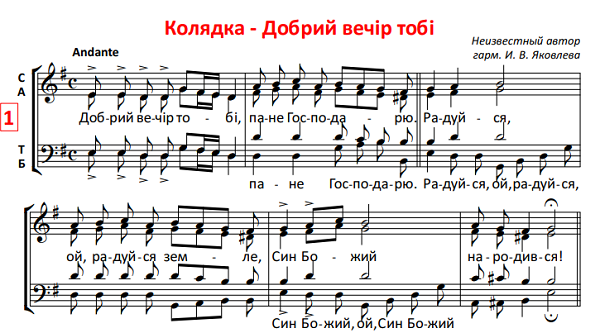 Колядка - Добрий вечір тобі
Неизвестный автор
гарм. И. В. Яковлева
Andante
С
А
1
Доб-рий ве-чір то - бі, па-не Гос-по-да - рю. Ра-дуй-ся,
Т
Б
па - не Гос-по-да-рю. Ра-дуй-ся, ой,ра-дуй-ся,
ой, ра-дуй-ся зем - ле, Син Бо - жий на-ро-див-ся!
Син Бо-жий,ой,Син Бо-жий